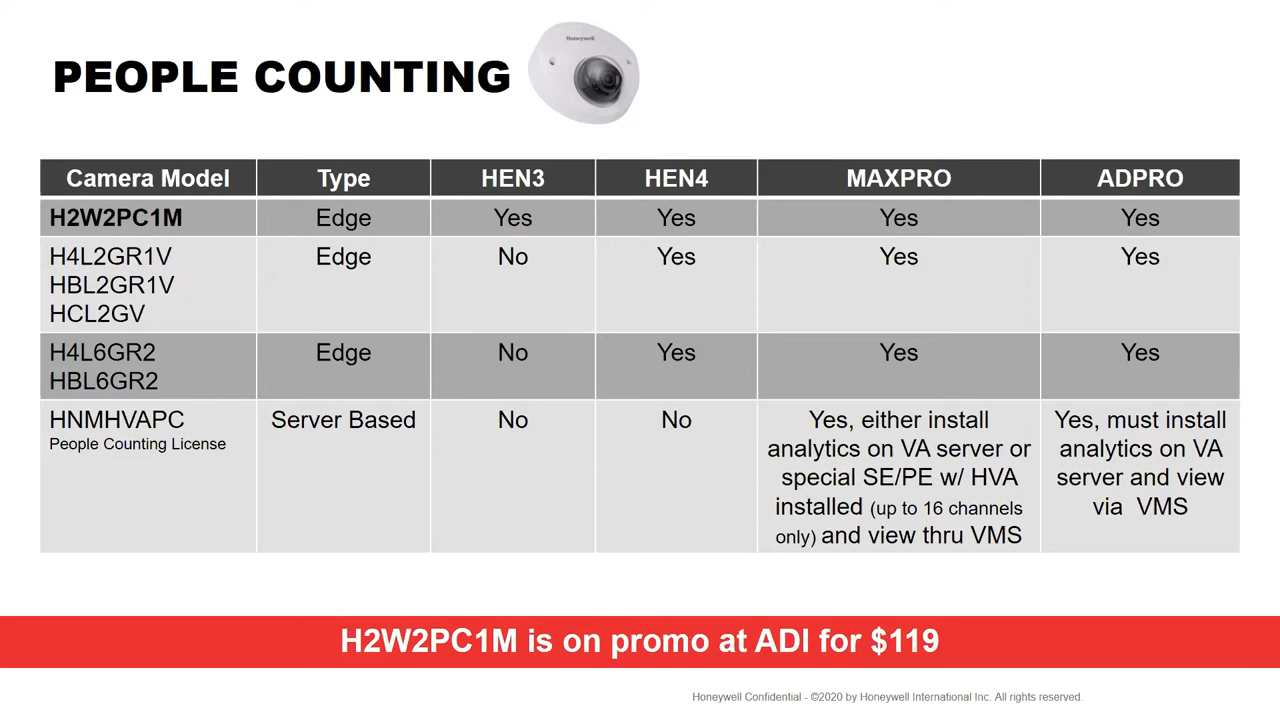 PEOPLE COUNTING
Honeywell
Camera Model Type HEN3 HEN4 MAXPRO ADPRO
H2W2PC1M Edge Yes Yes Yes Yes
H4L2GR1V Edge No Yes Yes Yes
HBL2GR1V
HCL2GV
H4L6GR2 Edge No Yes Yes Yes
HBL6GR2
HNMHVAPC
People Counting License
Server Based
No
No
Yes, either install
analytics on VA server or
special SE/PE w/ HVA
installed (up to 16 channels
only) and view thru VMS
Yes, must install
analytics on VA
server and view
via VMS
H2W2PC1M is on promo at ADI for $119
Honeywell Confidential - ©2020 by Honeywell International Inc. All rights reserved.